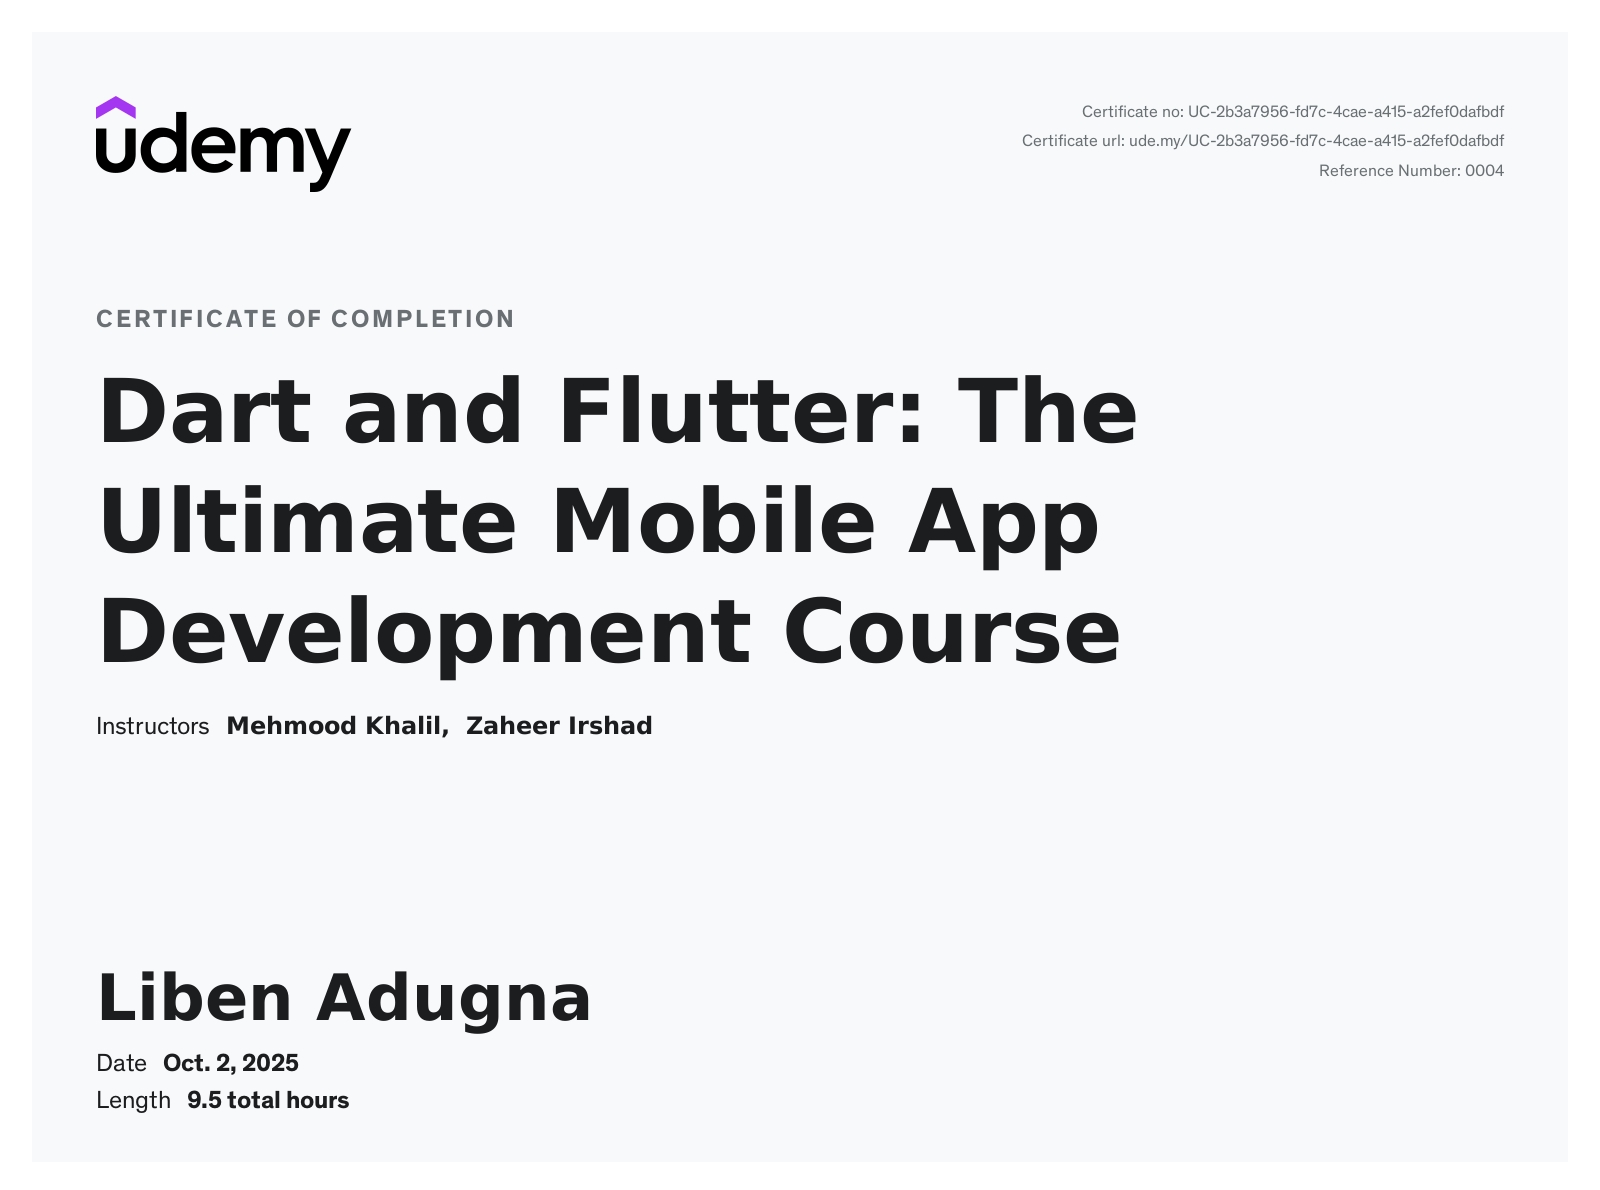 udemy
Certificate no: UC-2b3a7956-fd7c-4cae-a415-a2fef0dafbdf
Certificate url: ude.my/UC-2b3a7956-fd7c-4cae-a415-a2fef0dafbdf
Reference Number: 0004
CERTIFICATE OF COMPLETION
Dart and Flutter: The
Ultimate Mobile App
Development Course
Instructors Mehmood Khalil, Zaheer Irshad
Liben Adugna
Date Oct. 2, 2025
Length 9.5 total hours